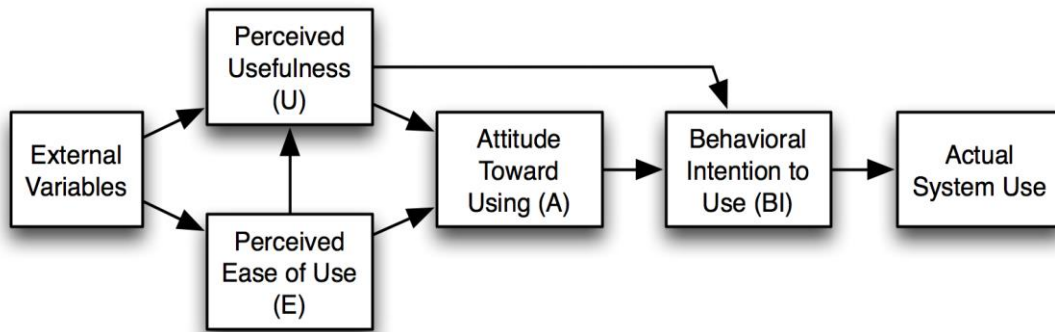 External
Variables
Perceived
Usefulness
(U)
Perceived
Ease of Use
(E)
Attitude
Toward
Using (A)
Behavioral
Intention to
Use (BI)
Actual
System Use